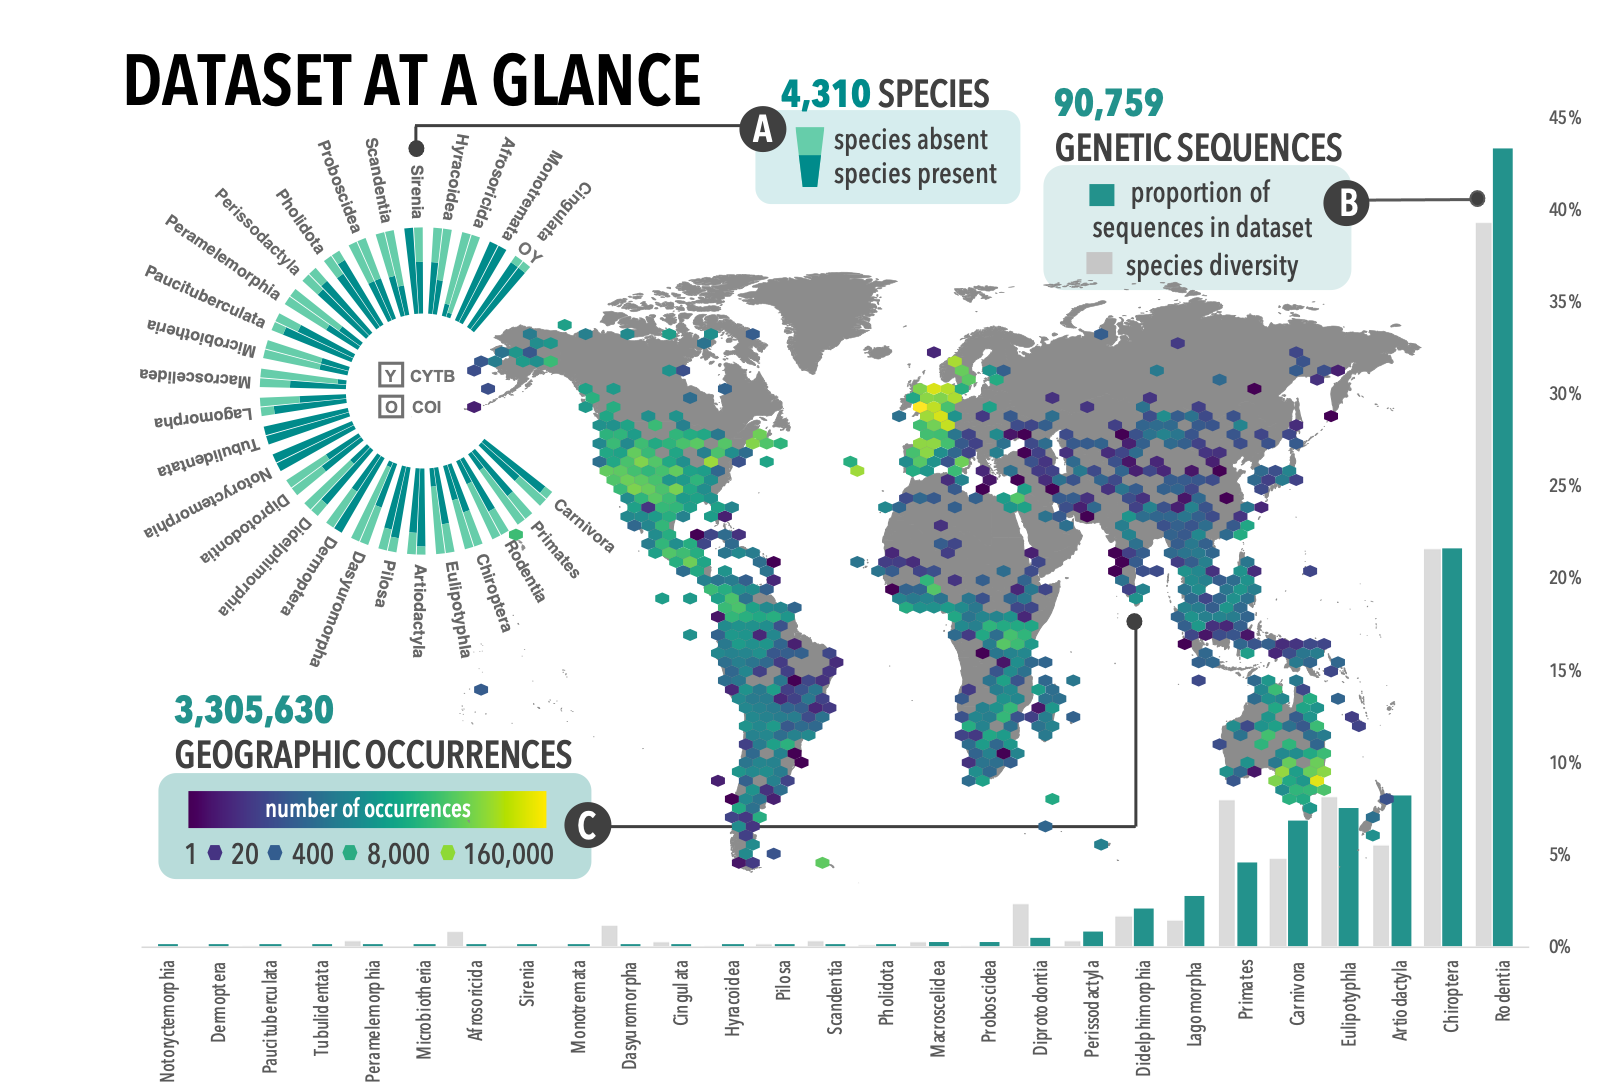 DATASET AT A GLANCE
A
4,310 SPECIES
species absent
species present
90,759
GENETIC SEQUENCES
proportion of
sequences in dataset
species diversity
B
Cingulata
Monotremata
Afrosoricida
Hyracoidea
Sirenia
Scandentia
Proboscidea
Pholidota
Perissodactyla
Peramelemorphia
Paucituberculata
Microbiotheria
Macroscelidea
Lagomorpha
Tubulidentata
Notoryctemorphia
Diprotodontia
Didelphimorphia
Dermoptera
Dasyuromorpha
Pilosa
Artiodactyla
Eulipotyphla
Chiroptera
Rodentia
Primates
Carnivora
O Y
Y CYTB
O COI
3,305,630
GEOGRAPHIC OCCURRENCES
number of occurrences
1 20 400 8,000 160,000
C
45%
40%
35%
30%
25%
20%
15%
10%
5%
0%
Notoryctemorphia
Dermoptera
Paucituberculata
Tubulidentata
Peramelemorphia
Microbiotheria
Afrosoricida
Sirenia
Monotremata
Dasyuromorpha
Cingulata
Hyracoidea
Pilosa
Scandentia
Pholidota
Macroscelidea
Proboscidea
Diprotodontia
Perissodactyla
Didelphimorphia
Lagomorpha
Primates
Carnivora
Eulipotyphla
Artiodactyla
Chiroptera
Rodentia